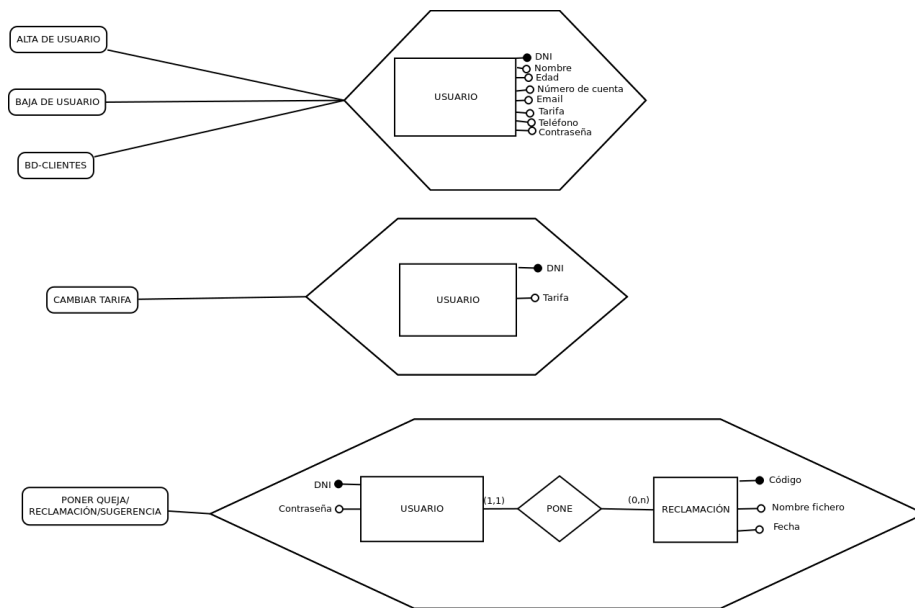 ALTA DE USUARIO
BAJA DE USUARIO
BD-CLIENTES
USUARIO
DNI
Nombre
Edad
Número de cuenta
Email
Tarifa
Teléfono
Contraseña
CAMBIAR TARIFA
USUARIO
DNI
Tarifa
PONER QUEJA/
RECLAMACIÓN/SUGERENCIA
DNI
Contraseña
USUARIO
(1,1)
PONE
(0,n)
RECLAMACIÓN
Código
Nombre fichero
Fecha